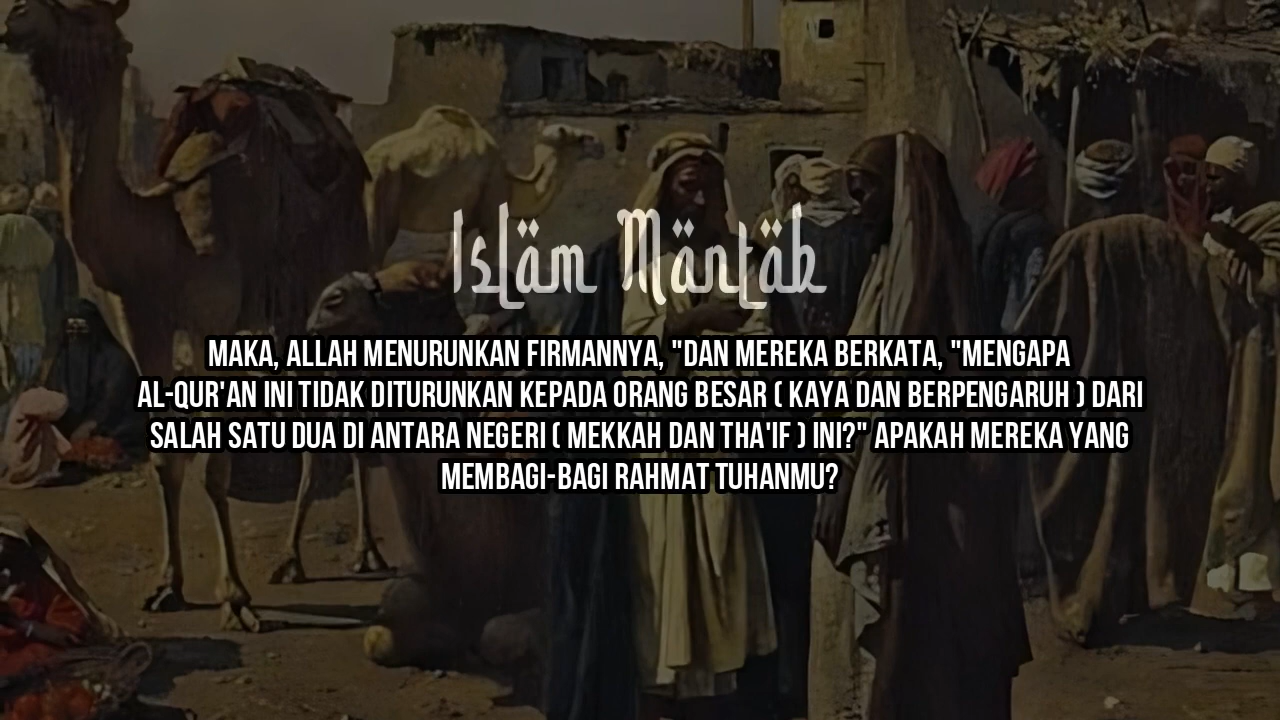 Isläm Mäntäb
MAKA, ALLAH MENURUNKAN FIRMANNYA, "DAN MEREKA BERKATA, "MENGAPA
AL-QUR'AN INI TIDAK DITURUNKAN KEPADA ORANG BESAR ( KAYA DAN BERPENGARUH ) DARI
SALAH SATU DUA DI ANTARA NEGERI ( MEKKAH DAN THA'IF ) INI?" APAKAH MEREKA YANG
MEMBAGI-BAGI RAHMAT TUHANMU?